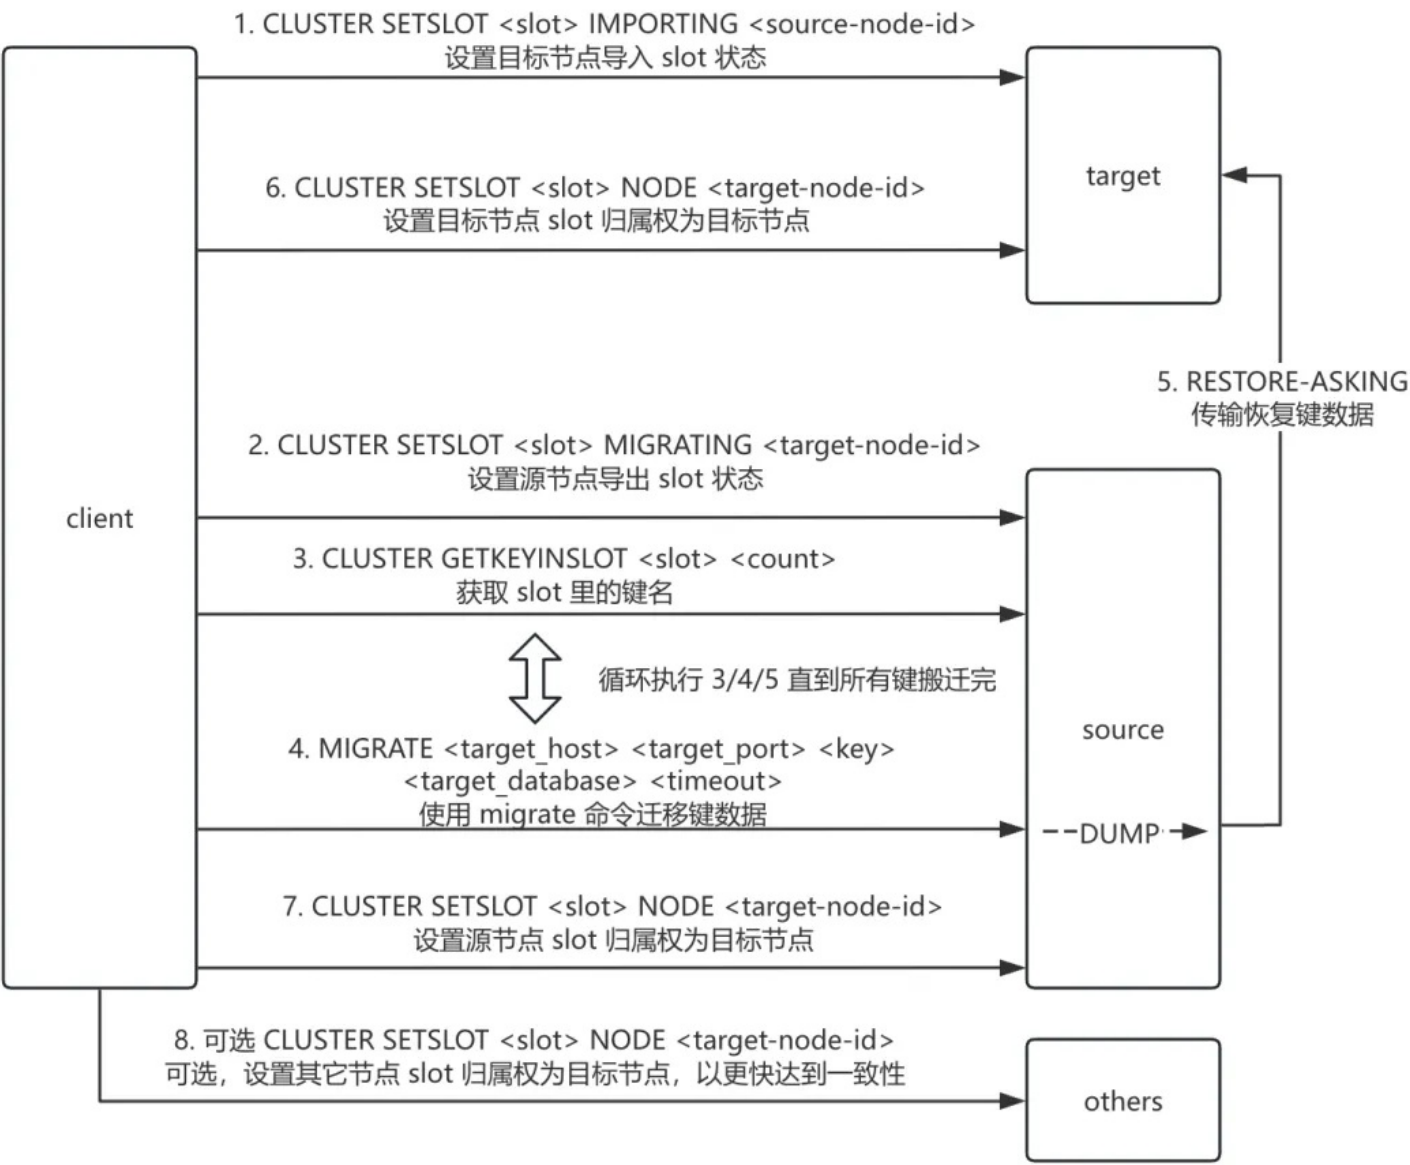 1. CLUSTER SETSLOT <slot> IMPORTING <source-node-id>
设置目标节点导入 slot 状态
target
6. CLUSTER SETSLOT <slot> NODE <target-node-id>
设置目标节点 slot 归属权为目标节点
5. RESTORE-ASKING
传输恢复键数据
2. CLUSTER SETSLOT <slot> MIGRATING <target-node-id>
设置源节点导出 slot 状态
client
3. CLUSTER GETKEYINSLOT <slot> <count>
获取 slot 里的键名
循环执行 3/4/5 直到所有键搬迁完
source
4. MIGRATE <target_host> <target_port> <key>
<target_database> <timeout>
使用 migrate 命令迁移键数据
DUMP
7. CLUSTER SETSLOT <slot> NODE <target-node-id>
设置源节点 slot 归属权为目标节点
8. 可选 CLUSTER SETSLOT <slot> NODE <target-node-id>
可选，设置其它节点 slot 归属权为目标节点，以更快达到一致性
others